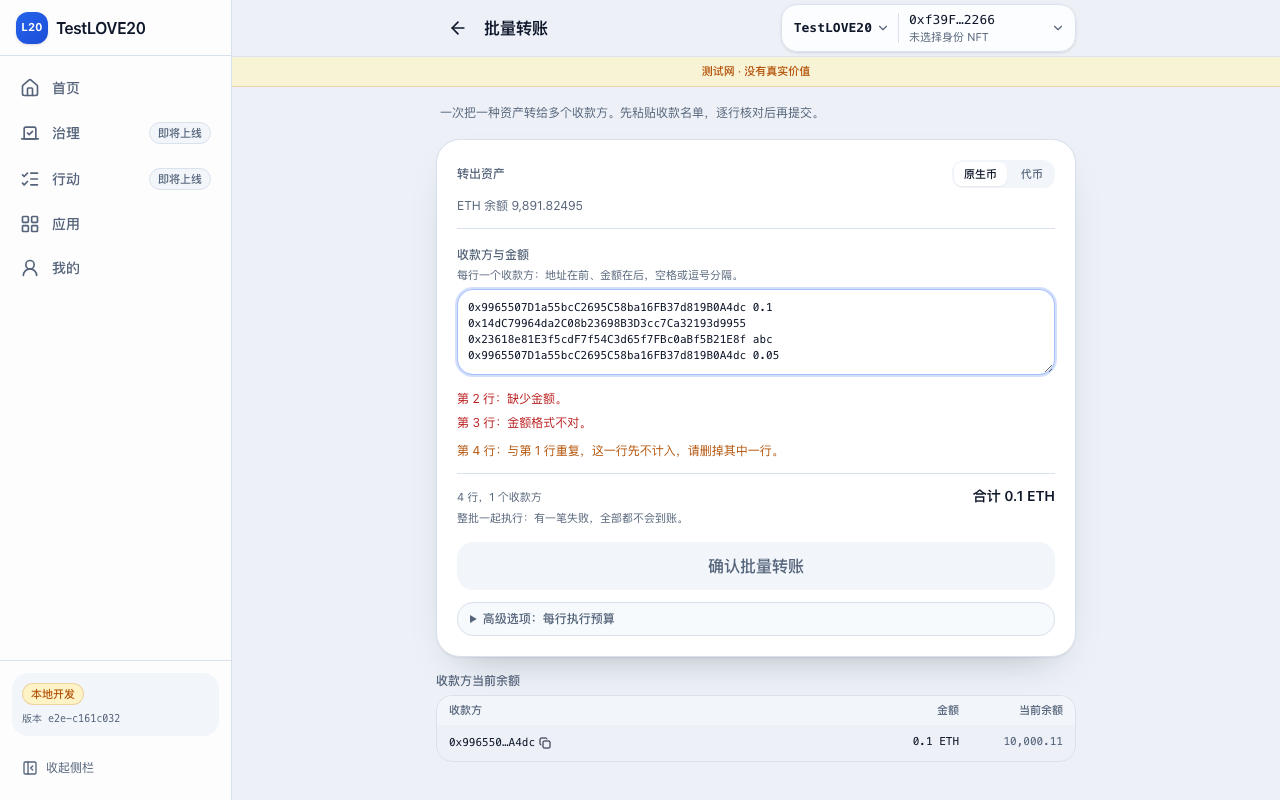 L20 TestLOVE20
首页
治理 即将上线
行动 即将上线
应用
我的
本地开发
版本 e2e-c161c032
收起侧栏
批量转账
TestLOVE20
0xf39F…2266
未选择身份 NFT
测试网 · 没有真实价值
一次把一种资产转给多个收款方。先粘贴收款名单，逐行核对后再提交。
转出资产 原生币 代币
ETH 余额 9,891.82495
收款方与金额
每行一个收款方：地址在前、金额在后，空格或逗号分隔。
0x9965507D1a55bcC2695C58ba16FB37d819B0A4dc 0.1
0x14dC79964da2C08b23698B3D3cc7Ca32193d9955
0x23618e81E3f5cdF7f54C3d65f7FBc0aBf5B21E8f abc
0x9965507D1a55bcC2695C58ba16FB37d819B0A4dc 0.05
第 2 行：缺少金额。
第 3 行：金额格式不对。
第 4 行：与第 1 行重复，这一行先不计入，请删掉其中一行。
4 行，1 个收款方 合计 0.1 ETH
整批一起执行：有一笔失败，全部都不会到账。
确认批量转账
高级选项：每行执行预算
收款方当前余额
收款方 金额 当前余额
0x996550…A4dc 0.1 ETH 10,000.11